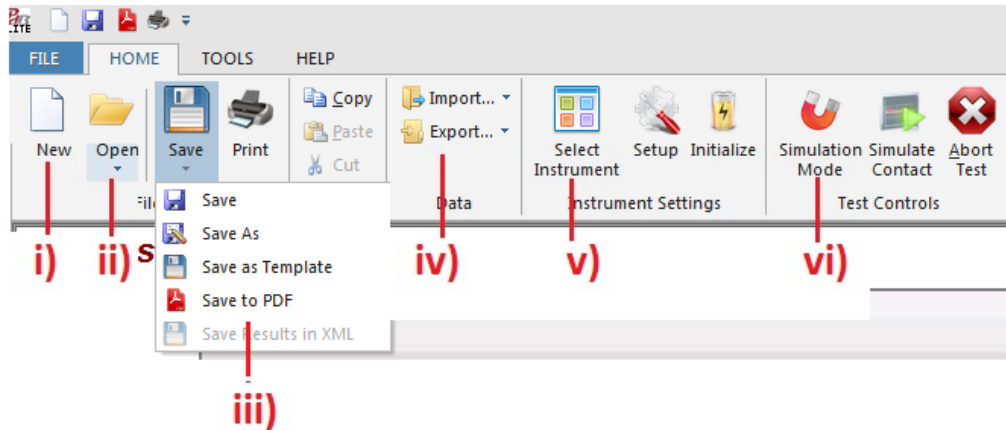 LITE
FILE HOME TOOLS HELP
New Open Save Print
Copy
Paste
Cut
Import...
Export...
Select Instrument
Setup Initialize
Simulation Mode
Simulate Contact
Abort Test
Data
Instrument Settings
Test Controls
Save
Save As
Save as Template
Save to PDF
Save Results in XML
i)
ii)
iii)
iv)
v)
vi)